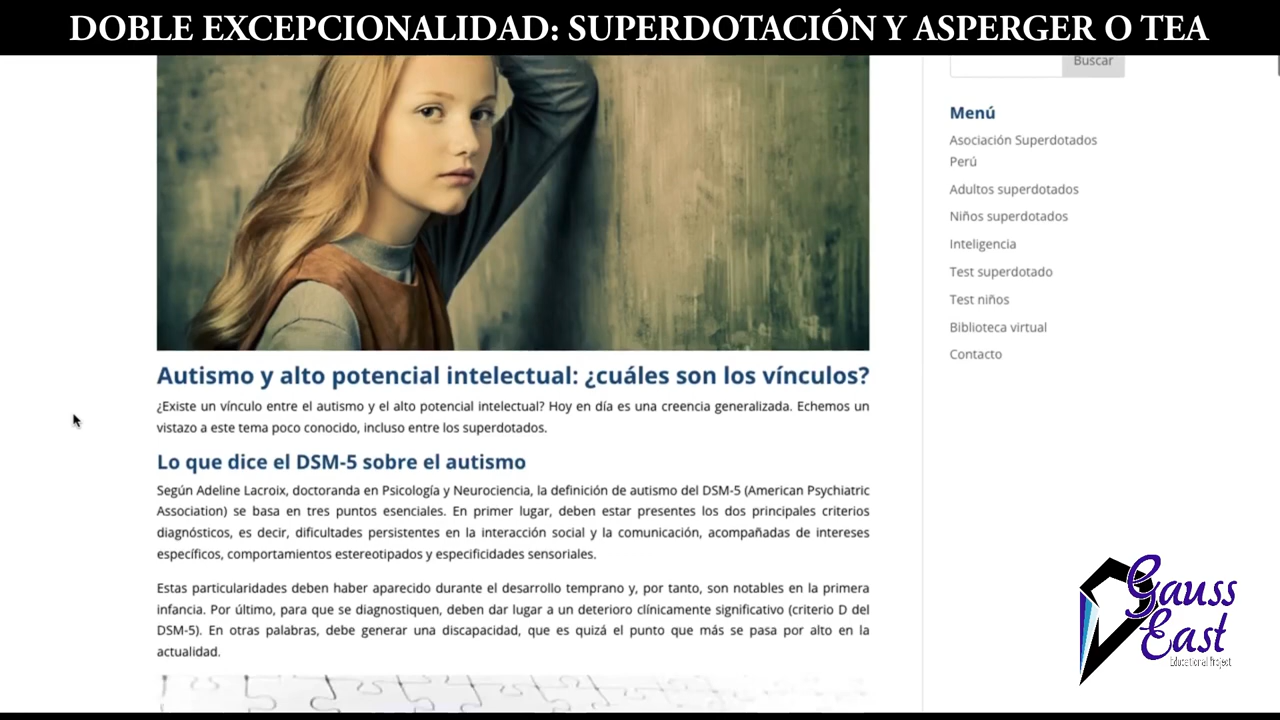 DOBLE EXCEPCIONALIDAD: SUPERDOTACIÓN Y ASPERGER O TEA
Buscar
Menú
Asociación Superdotados
Perú
Adultos superdotados
Niños superdotados
Inteligencia
Test superdotado
Test niños
Biblioteca virtual
Contacto
Autismo y alto potencial intelectual: ¿cuáles son los vínculos?
¿Existe un vínculo entre el autismo y el alto potencial intelectual? Hoy en día es una creencia generalizada. Echemos un
vistazo a este tema poco conocido, incluso entre los superdotados.
Lo que dice el DSM-5 sobre el autismo
Según Adeline Lacroix, doctoranda en Psicología y Neurociencia, la definición de autismo del DSM-5 (American Psychiatric
Association) se basa en tres puntos esenciales. En primer lugar, deben estar presentes los dos principales criterios
diagnósticos, es decir, dificultades persistentes en la interacción social y la comunicación, acompañadas de intereses
específicos, comportamientos estereotipados y especificidades sensoriales.
Estas particularidades deben haber aparecido durante el desarrollo temprano y, por tanto, son notables en la primera
infancia. Por último, para que se diagnostiquen, deben dar lugar a un deterioro clínicamente significativo (criterio D del
DSM-5). En otras palabras, debe generar una discapacidad, que es quizá el punto que más se pasa por alto en la
actualidad.
Gauss
East
Educational Project